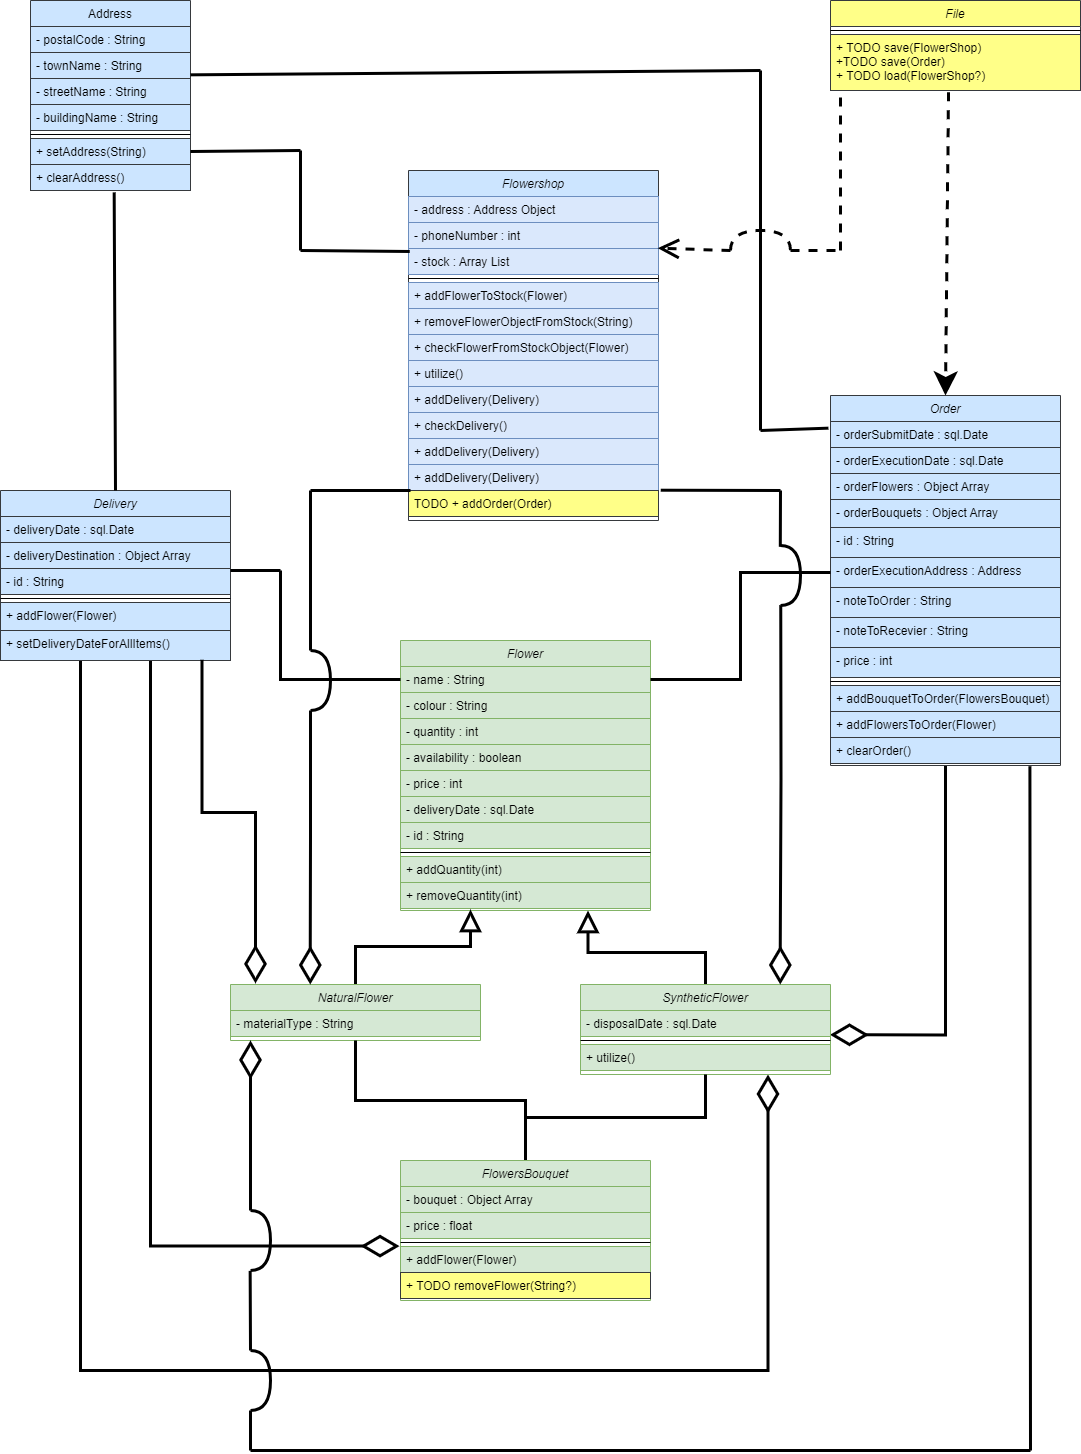 Address
- postalCode : String
- townName : String
- streetName : String
- buildingName : String
+ setAddress(String)
+ clearAddress()
File
+ TODO save(FlowerShop)
+TODO save(Order)
+ TODO load(FlowerShop?)
Flowershop
- address : Address Object
- phoneNumber : int
- stock : Array List
+ addFlowerToStock(Flower)
+ removeFlowerObjectFromStock(String)
+ checkFlowerFromStockObject(Flower)
+ utilize()
+ addDelivery(Delivery)
+ checkDelivery()
+ addDelivery(Delivery)
+ addDelivery(Delivery)
TODO + addOrder(Order)
Order
- orderSubmitDate : sql.Date
- orderExecutionDate : sql.Date
- orderFlowers : Object Array
- orderBouquets : Object Array
- id : String
- orderExecutionAddress : Address
- noteToOrder : String
- noteToRecevier : String
- price : int
+ addBouquetToOrder(FlowersBouquet)
+ addFlowersToOrder(Flower)
+ clearOrder()
Delivery
- deliveryDate : sql.Date
- deliveryDestination : Object Array
- id : String
+ addFlower(Flower)
+ setDeliveryDateForAllItems()
Flower
- name : String
- colour : String
- quantity : int
- availability : boolean
- price : int
- deliveryDate : sql.Date
- id : String
+ addQuantity(int)
+ removeQuantity(int)
NaturalFlower
- materialType : String
SyntheticFlower
- disposalDate : sql.Date
+ utilize()
FlowersBouquet
- bouquet : Object Array
- price : float
+ addFlower(Flower)
+ TODO removeFlower(String?)